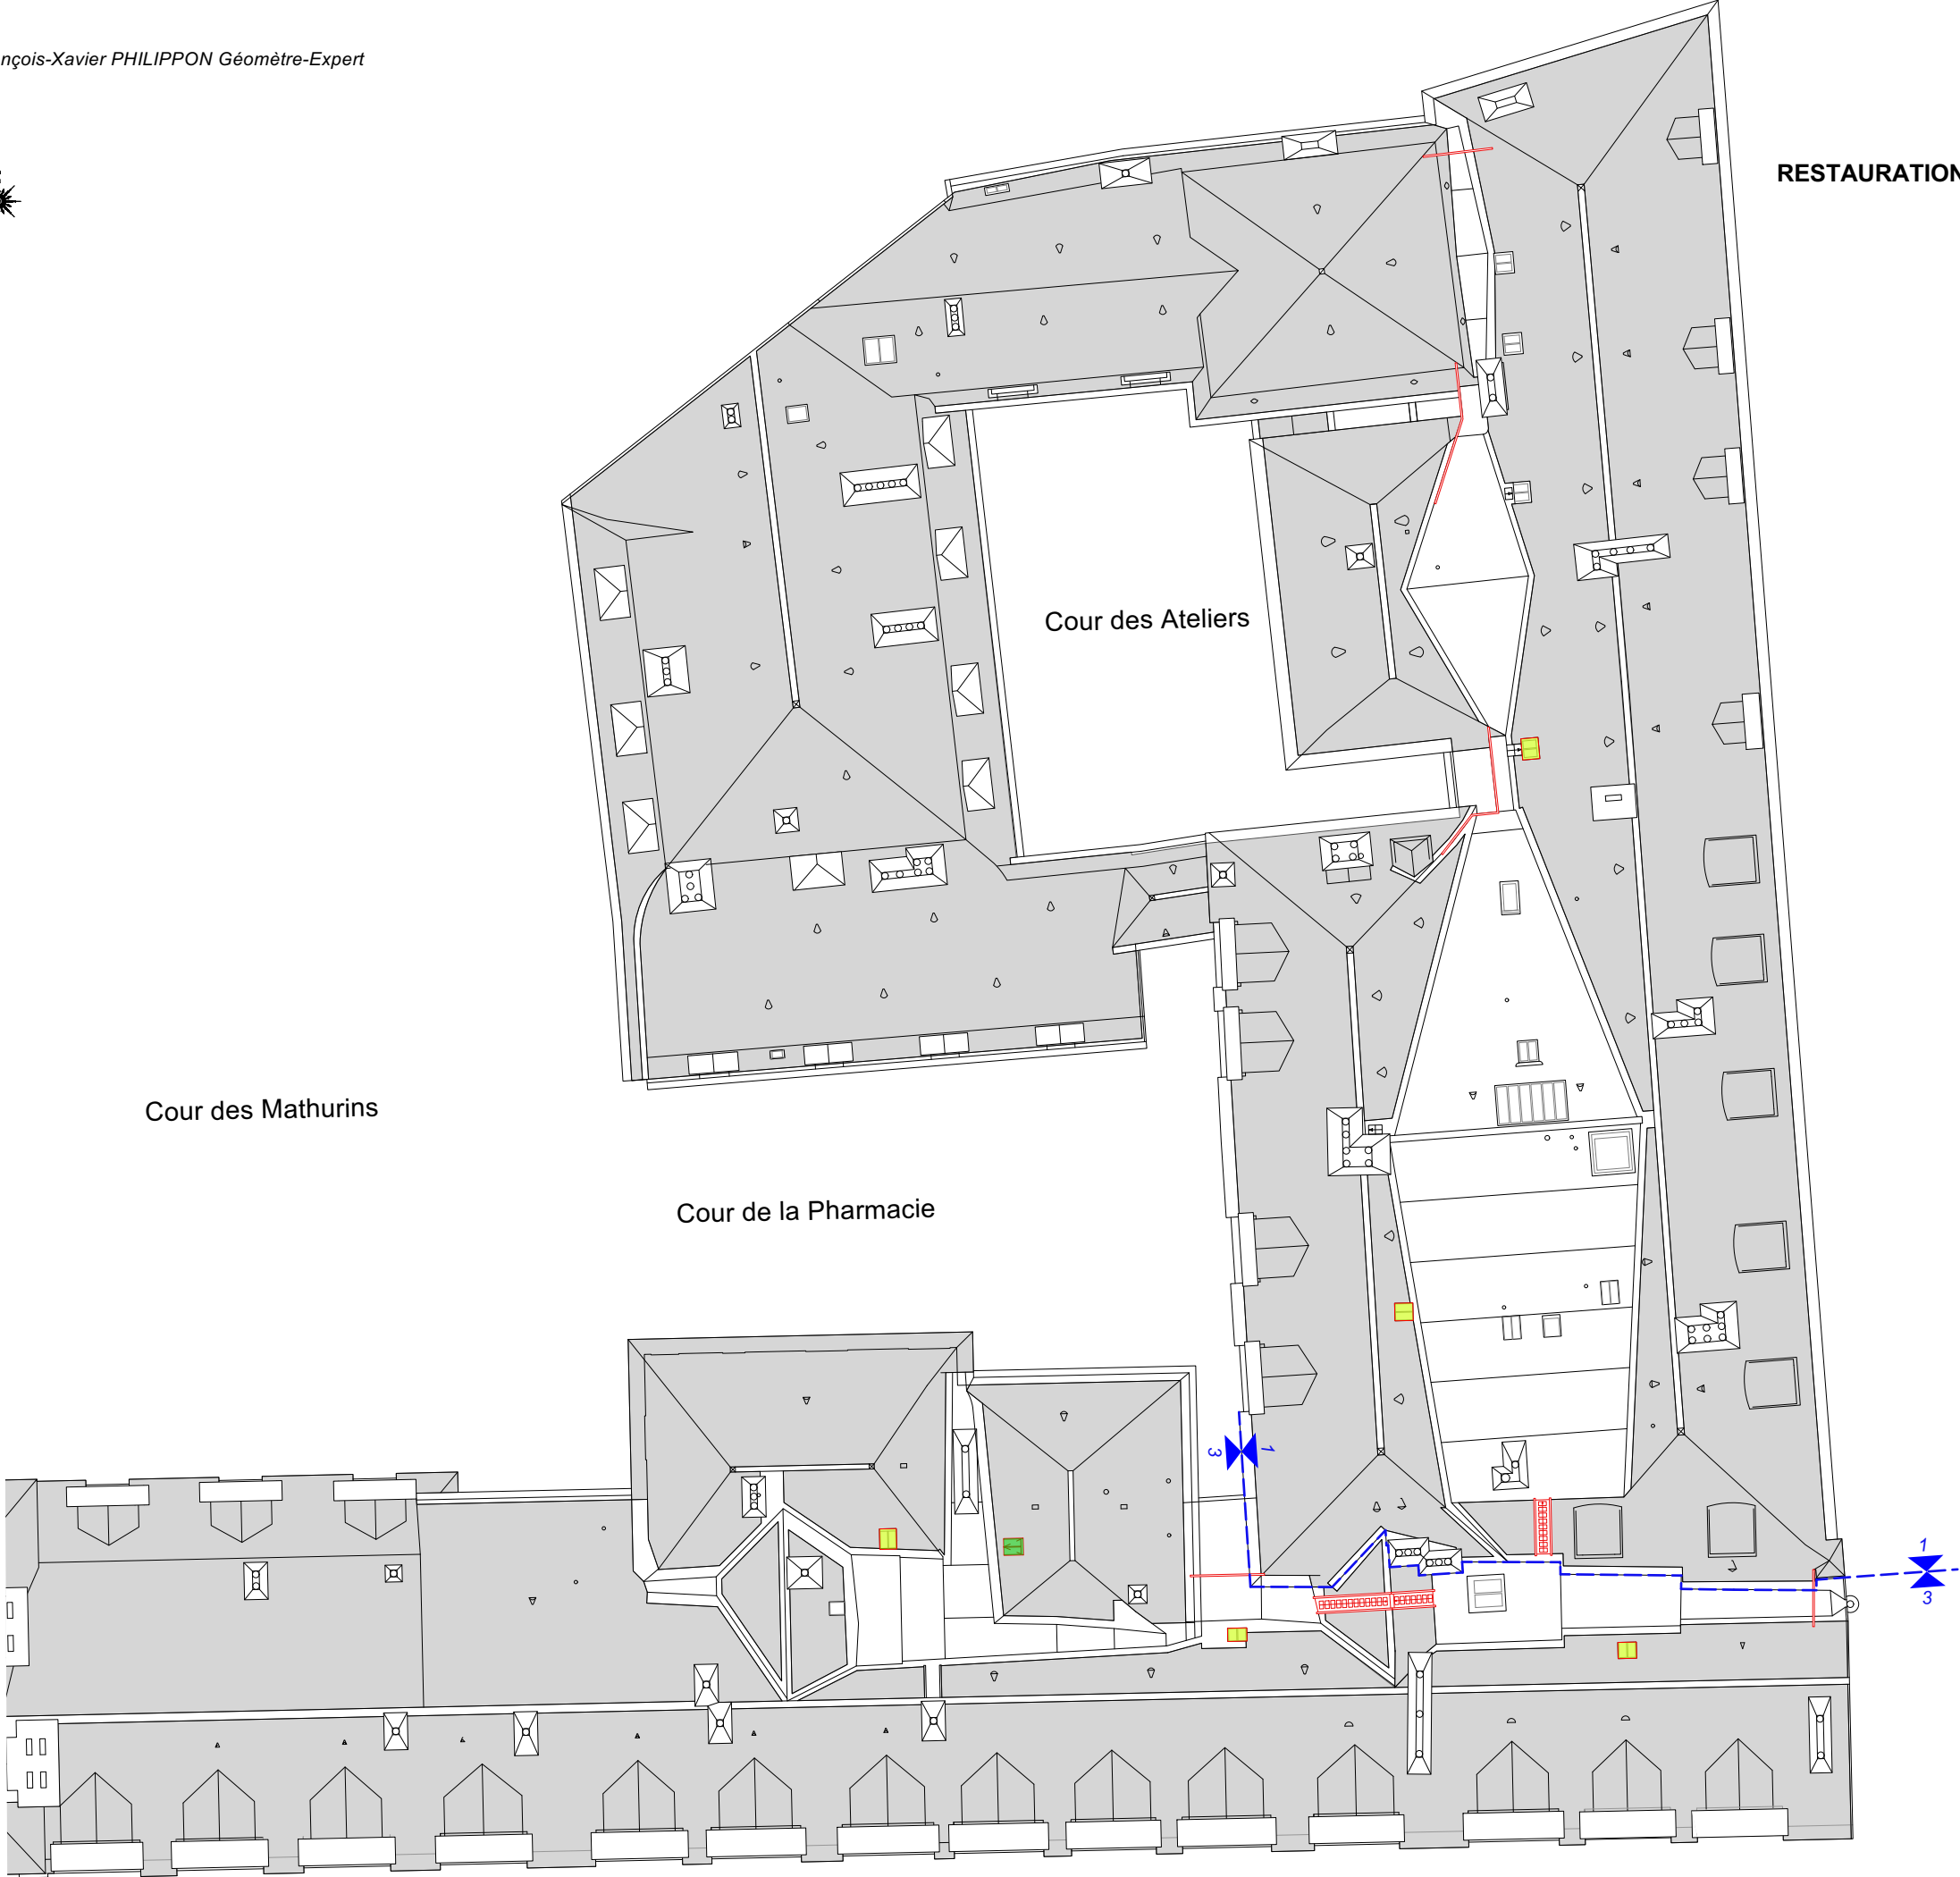 nçois-Xavier PHILIPPON Géomètre-Expert
RESTAURATION
Cour des Ateliers
Cour des Mathurins
Cour de la Pharmacie
3 1
1
3